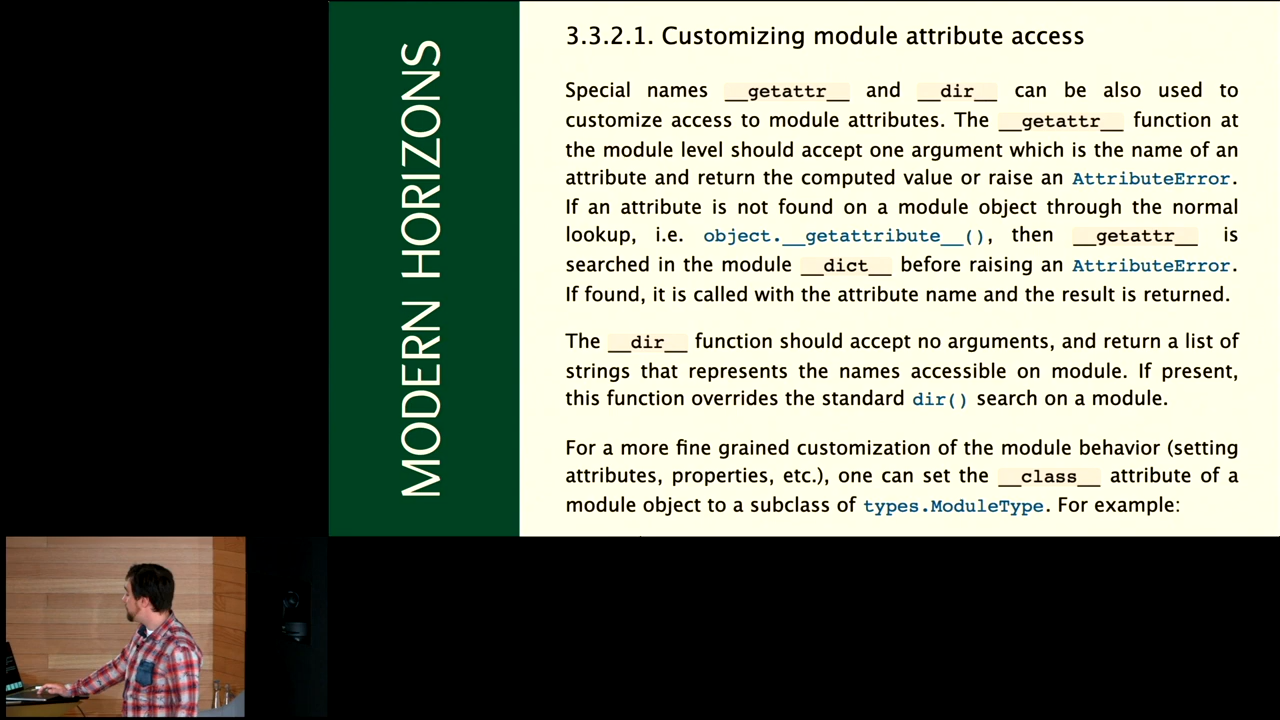 MODERN HORIZONS
3.3.2.1. Customizing module attribute access
Special names __getattr__ and __dir__ can be also used to
customize access to module attributes. The __getattr__ function at
the module level should accept one argument which is the name of an
attribute and return the computed value or raise an AttributeError.
If an attribute is not found on a module object through the normal
lookup, i.e. object.__getattribute__(), then __getattr__ is
searched in the module __dict__ before raising an AttributeError.
If found, it is called with the attribute name and the result is returned.
The __dir__ function should accept no arguments, and return a list of
strings that represents the names accessible on module. If present,
this function overrides the standard dir() search on a module.
For a more fine grained customization of the module behavior (setting
attributes, properties, etc.), one can set the __class__ attribute of a
module object to a subclass of types.ModuleType. For example: